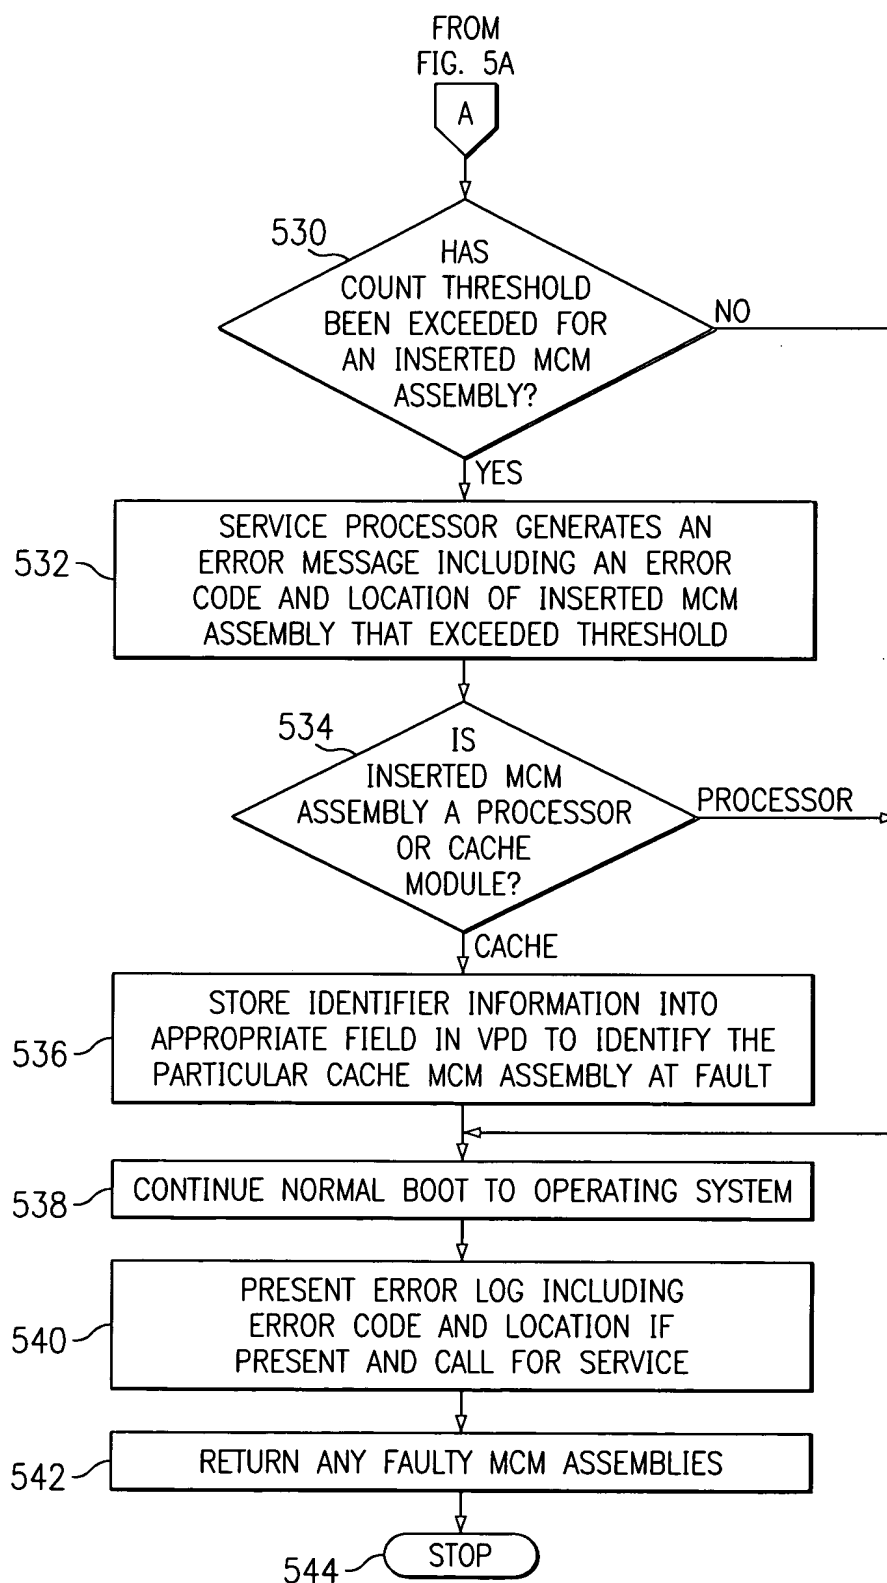 FROM
FIG. 5A
A
530
HAS
COUNT THRESHOLD
BEEN EXCEEDED FOR
AN INSERTED MCM
ASSEMBLY?
NO
YES
532
SERVICE PROCESSOR GENERATES AN
ERROR MESSAGE INCLUDING AN ERROR
CODE AND LOCATION OF INSERTED MCM
ASSEMBLY THAT EXCEEDED THRESHOLD
534
IS
INSERTED MCM
ASSEMBLY A PROCESSOR
OR CACHE
MODULE?
PROCESSOR
CACHE
536
STORE IDENTIFIER INFORMATION INTO
APPROPRIATE FIELD IN VPD TO IDENTIFY THE
PARTICULAR CACHE MCM ASSEMBLY AT FAULT
538
CONTINUE NORMAL BOOT TO OPERATING SYSTEM
540
PRESENT ERROR LOG INCLUDING
ERROR CODE AND LOCATION IF
PRESENT AND CALL FOR SERVICE
542
RETURN ANY FAULTY MCM ASSEMBLIES
544
STOP